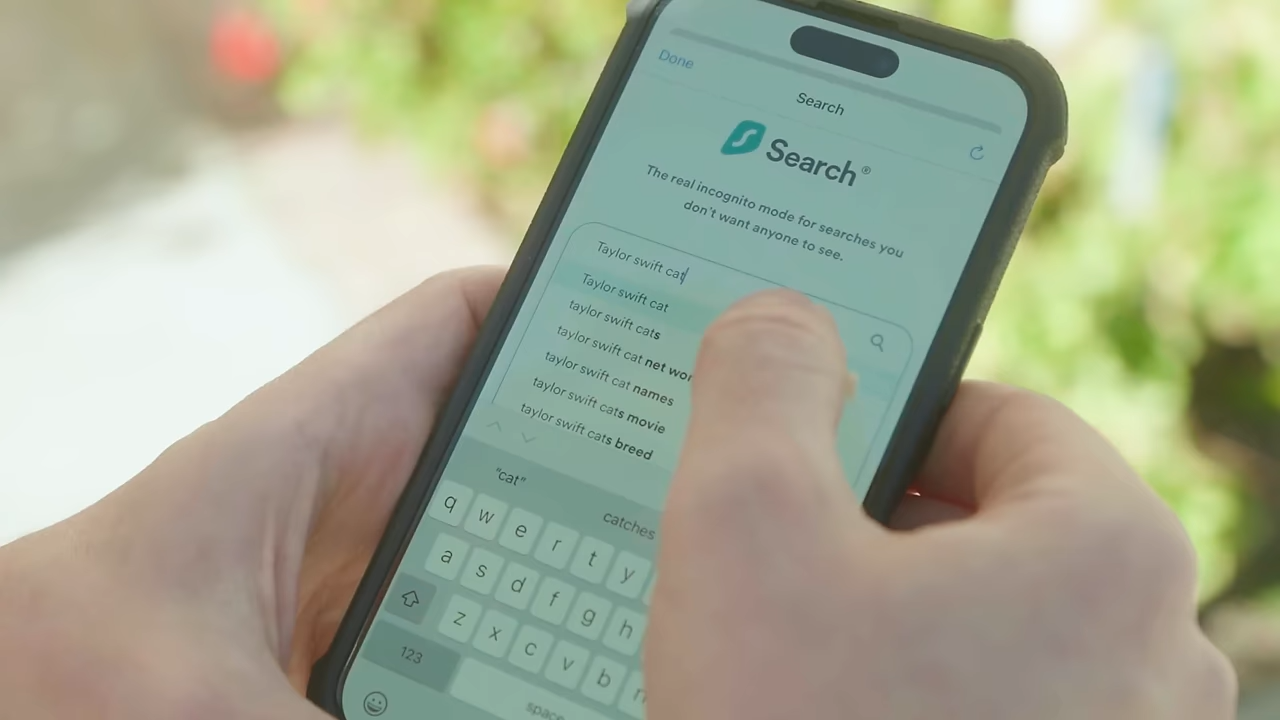 Done
Search
Search®
The real incognito mode for searches you
don't want anyone to see.
Taylor swift cat
Taylor swift cat
taylor swift cats
taylor swift cat net wor
taylor swift cat names
taylor swift cats movie
taylor swift cats breed
"cat" catches
q w e r t y
a s d f g h
z x c v b n
123 space